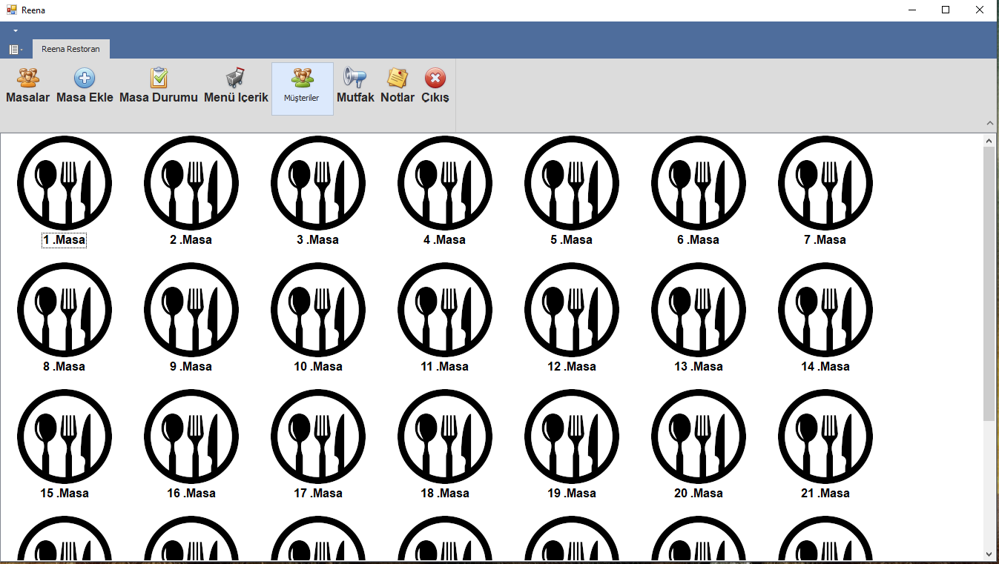 Reena
Reena Restoran
Masalar Masa Ekle Masa Durumu Menü Içerik Müşteriler Mutfak Notlar Çıkış
1 .Masa 2 .Masa 3 .Masa 4 .Masa 5 .Masa 6 .Masa 7 .Masa
8 .Masa 9 .Masa 10 .Masa 11 .Masa 12 .Masa 13 .Masa 14 .Masa
15 .Masa 16 .Masa 17 .Masa 18 .Masa 19 .Masa 20 .Masa 21 .Masa